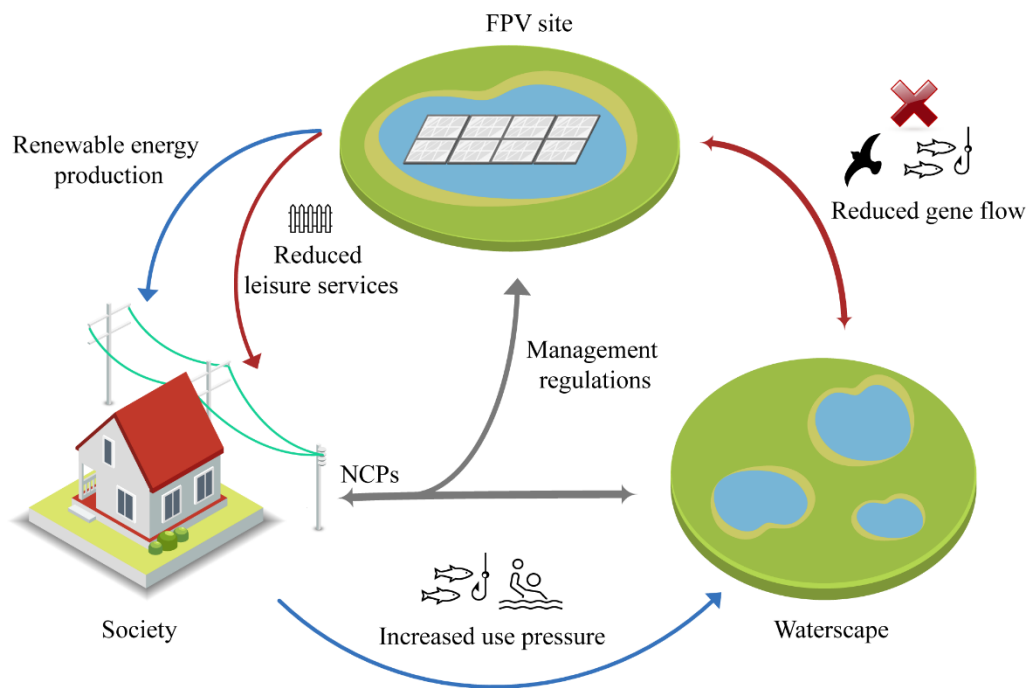 FPV site
Renewable energy
production
Reduced
leisure services
Reduced gene flow
Management
regulations
NCPs
Increased use pressure
Society
Waterscape